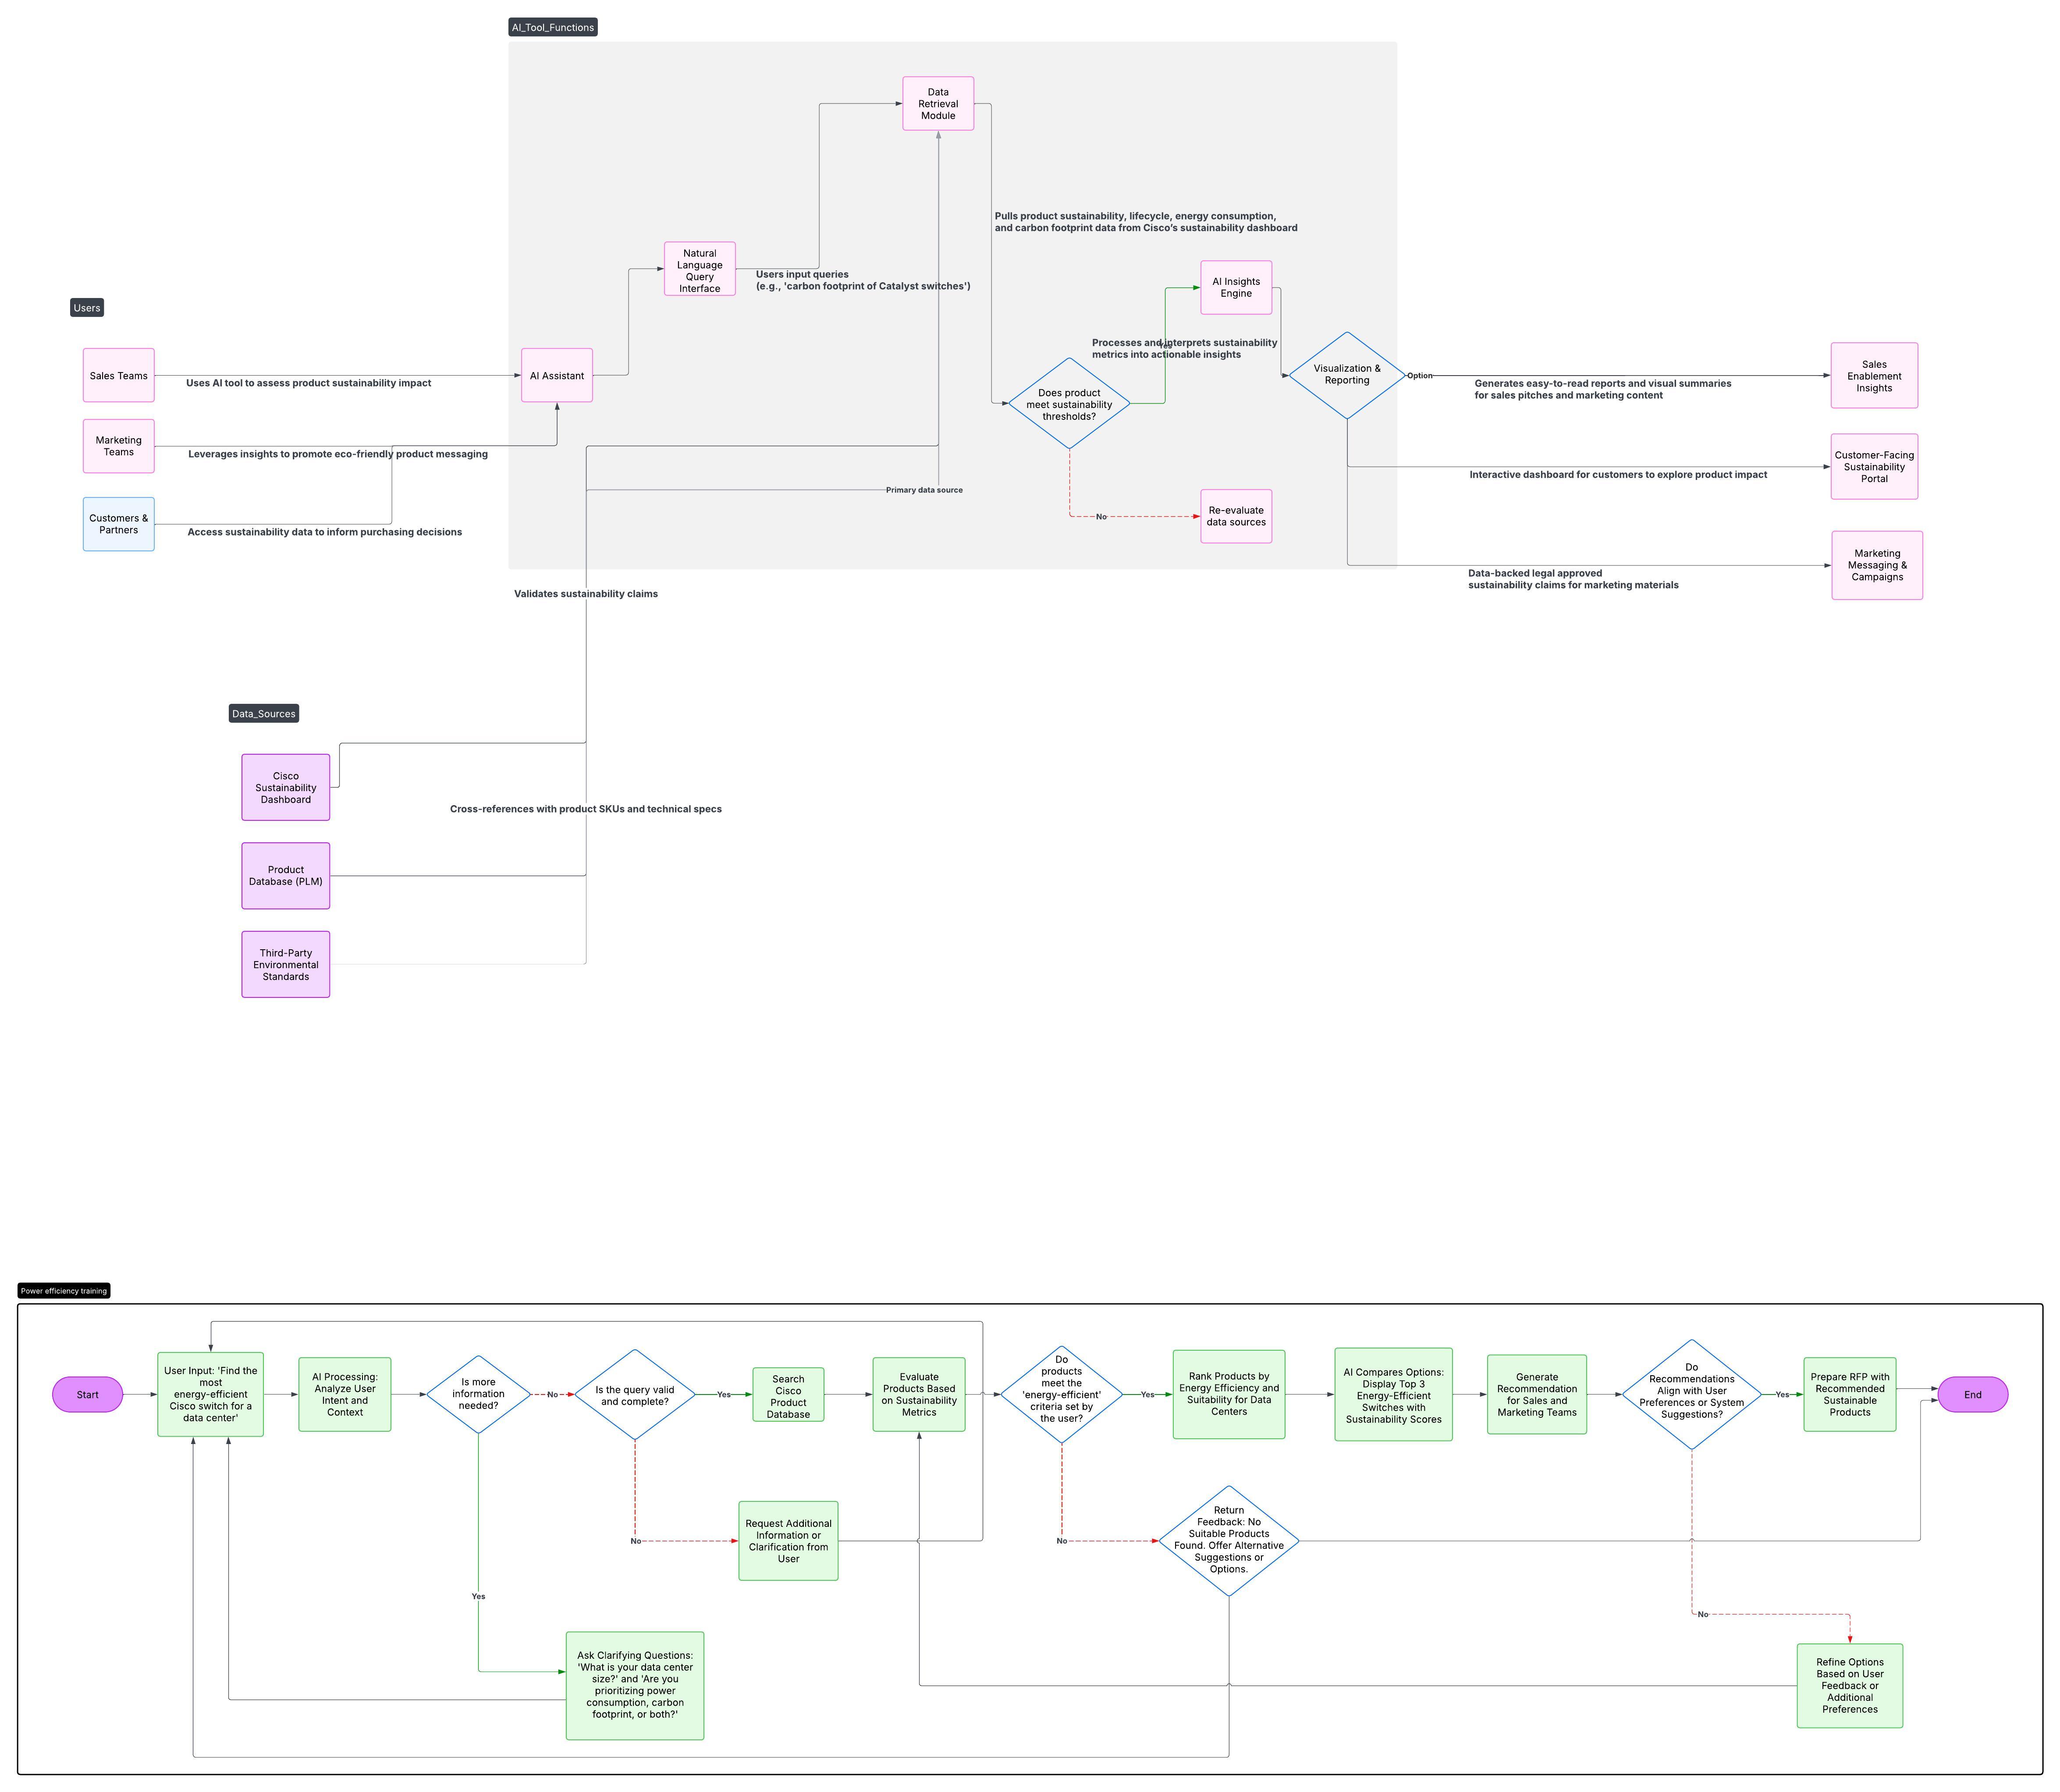 AI_Tool_Functions
Data
Retrieval
Module
Pulls product sustainability, lifecycle, energy consumption,
and carbon footprint data from Cisco's sustainability dashboard
Natural
Language
Query
Interface
Users input queries
(e.g., 'carbon footprint of Catalyst switches')
AI Insights
Engine
Users
Processes and interprets sustainability
metrics into actionable insights
Yes
Sales Teams
Uses AI tool to assess product sustainability impact
AI Assistant
Does product
meet sustainability
thresholds?
Visualization &
Reporting
Option
Generates easy-to-read reports and visual summaries
for sales pitches and marketing content
Sales
Enablement
Insights
Marketing
Teams
Leverages insights to promote eco-friendly product messaging
Customer-Facing
Sustainability
Portal
Interactive dashboard for customers to explore product impact
Primary data source
Customers &
Partners
Access sustainability data to inform purchasing decisions
No
Re-evaluate
data sources
Data-backed legal approved
sustainability claims for marketing materials
Marketing
Messaging &
Campaigns
Validates sustainability claims
Data_Sources
Cisco
Sustainability
Dashboard
Cross-references with product SKUs and technical specs
Product
Database (PLM)
Third-Party
Environmental
Standards
Power efficiency training
Start
User Input: 'Find the
most
energy-efficient
Cisco switch for a
data center'
AI Processing:
Analyze User
Intent and
Context
Is more
information
needed?
No
Is the query valid
and complete?
Yes
Search
Cisco
Product
Database
Evaluate
Products Based
on Sustainability
Metrics
Do
products
meet the
'energy-efficient'
criteria set by
the user?
Yes
Rank Products by
Energy Efficiency and
Suitability for Data
Centers
AI Compares Options:
Display Top 3
Energy-Efficient
Switches with
Sustainability Scores
Generate
Recommendation
for Sales and
Marketing Teams
Do
Recommendations
Align with User
Preferences or System
Suggestions?
Yes
Prepare RFP with
Recommended
Sustainable
Products
End
No
Request Additional
Information or
Clarification from
User
No
Return
Feedback: No
Suitable Products
Found. Offer Alternative
Suggestions or
Options.
Yes
No
Ask Clarifying Questions:
'What is your data center
size?' and 'Are you
prioritizing power
consumption, carbon
footprint, or both?'
Refine Options
Based on User
Feedback or
Additional
Preferences